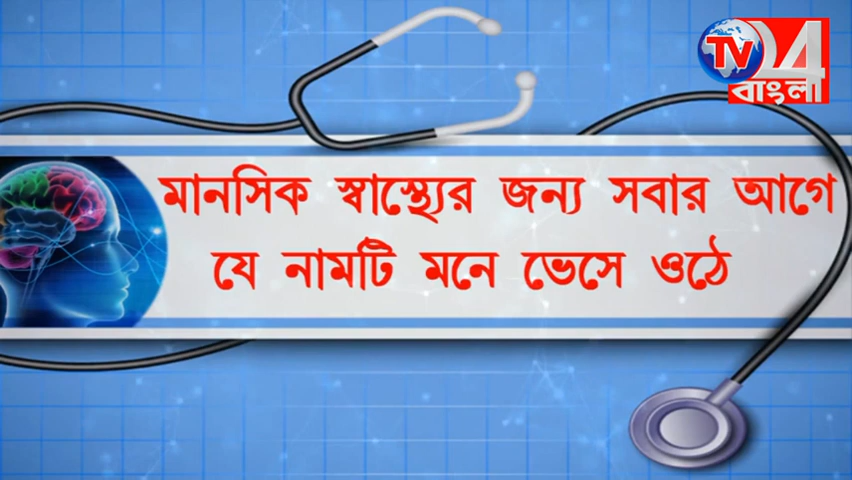 TV 24
বাংলা
মানসিক স্বাস্থ্যের জন্য সবার আগে
যে নামটি মনে ভেসে ওঠে